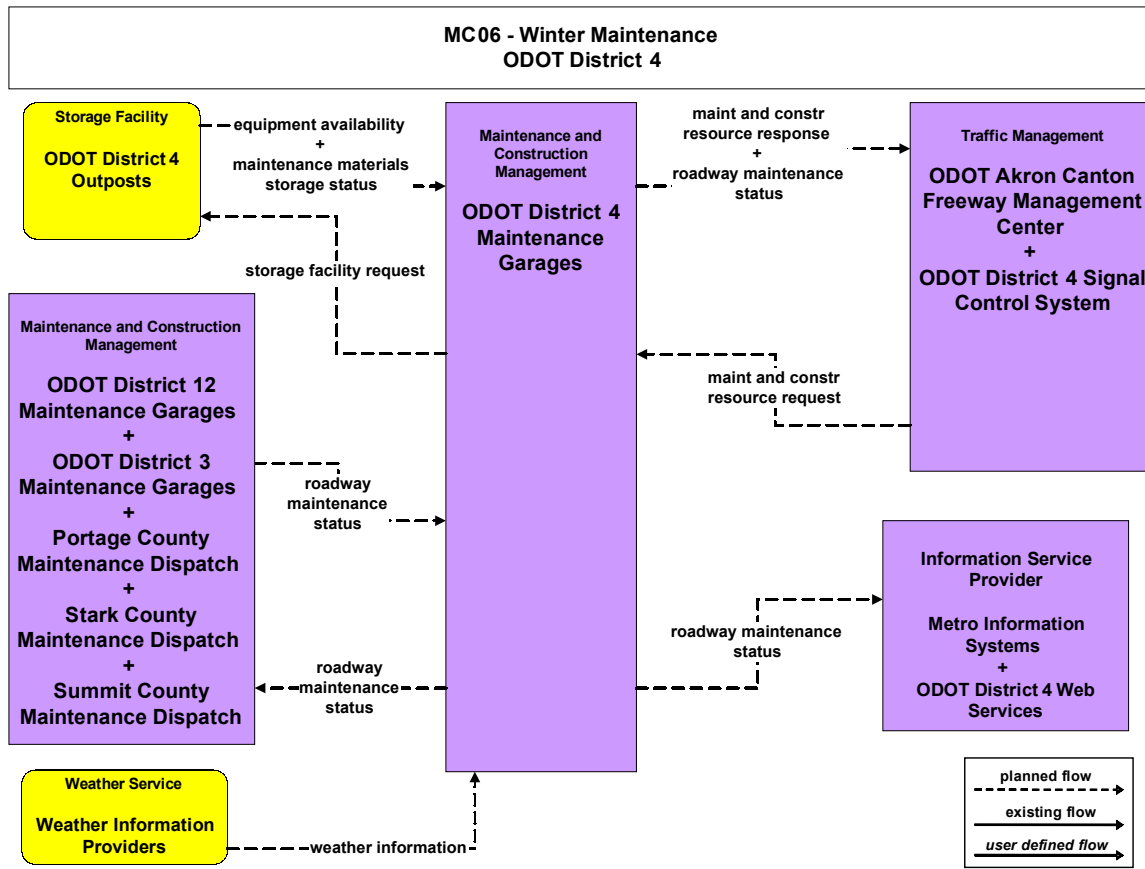 MC06 - Winter Maintenance
ODOT District 4
Storage Facility
ODOT District 4
Outposts
equipment availability
+
maintenance materials
storage status
storage facility request
Maintenance and
Construction
Management
ODOT District 4
Maintenance
Garages
maint and constr
resource response
+
roadway maintenance
status
Traffic Management
ODOT Akron Canton
Freeway Management
Center
+
ODOT District 4 Signal
Control System
maint and constr
resource request
Maintenance and Construction
Management
ODOT District 12
Maintenance Garages
+
ODOT District 3
Maintenance Garages
+
Portage County
Maintenance Dispatch
+
Stark County
Maintenance Dispatch
+
Summit County
Maintenance Dispatch
roadway
maintenance
status
roadway
maintenance
status
roadway maintenance
status
Information Service
Provider
Metro Information
Systems
+
ODOT District 4 Web
Services
Weather Service
Weather Information
Providers
weather information
planned flow
existing flow
user defined flow